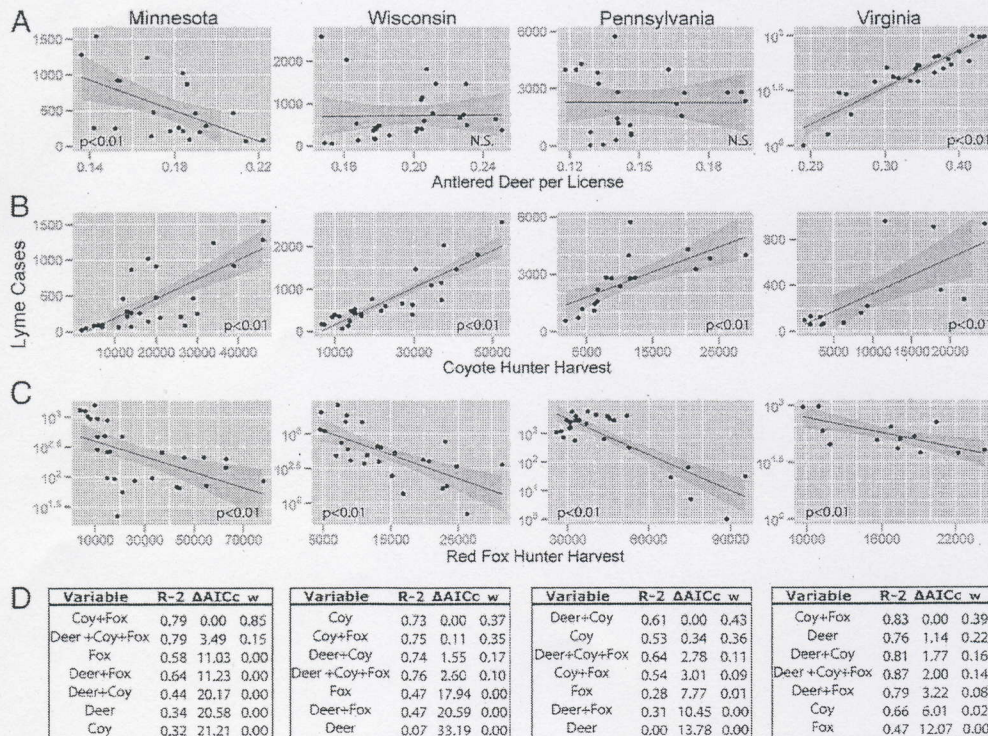 A Minnesota Wisconsin Pennsylvania Virginia
1500
1000
500
0
p<0.01
0.14 0.18 0.22
2000
1000
0
N.S.
0.16 0.20 0.24
6000
3000
0
N.S.
0.12 0.15 0.18
p<0.01
0.20 0.30 0.40
Antlered Deer per License
B
Lyme Cases
1500
1000
500
0
p<0.01
10000 20000 30000 40000
2000
1000
0
p<0.01
10000 30000 60000
6000
3000
0
p<0.01
5000 15000 25000
800
400
0
p<0.01
5000 10000 15000 20000
Coyote Hunter Harvest
C
10³
10².⁵
10²
10¹.⁵
p<0.01
10000 30000 50000 70000
p<0.01
5000 15000 25000
p<0.01
30000 60000 90000
p<0.01
10000 16000 22000
Red Fox Hunter Harvest
D
Variable R-2 ΔAICc w
Coy+Fox 0.79 0.00 0.85
Deer+Coy+Fox 0.79 3.49 0.15
Fox 0.58 11.03 0.00
Deer+Fox 0.64 11.23 0.00
Deer+Coy 0.44 20.17 0.00
Deer 0.34 20.58 0.00
Coy 0.32 21.21 0.00
Variable R-2 ΔAICc w
Coy 0.73 0.00 0.37
Coy+Fox 0.75 0.11 0.35
Deer+Coy 0.74 1.55 0.17
Deer+Coy+Fox 0.76 2.60 0.10
Fox 0.47 17.94 0.00
Deer+Fox 0.47 20.59 0.00
Deer 0.07 33.19 0.00
Variable R-2 ΔAICc w
Deer+Coy 0.61 0.00 0.43
Coy 0.53 0.34 0.36
Deer+Coy+Fox 0.64 2.78 0.11
Coy+Fox 0.54 3.01 0.09
Fox 0.28 7.77 0.01
Deer+Fox 0.31 10.45 0.00
Deer 0.00 13.78 0.00
Variable R-2 ΔAICc w
Coy+Fox 0.83 0.00 0.39
Deer 0.76 1.14 0.22
Deer+Coy 0.81 1.77 0.16
Deer+Coy+Fox 0.87 2.00 0.14
Deer+Fox 0.79 3.22 0.08
Coy 0.66 6.01 0.02
Fox 0.47 12.07 0.00